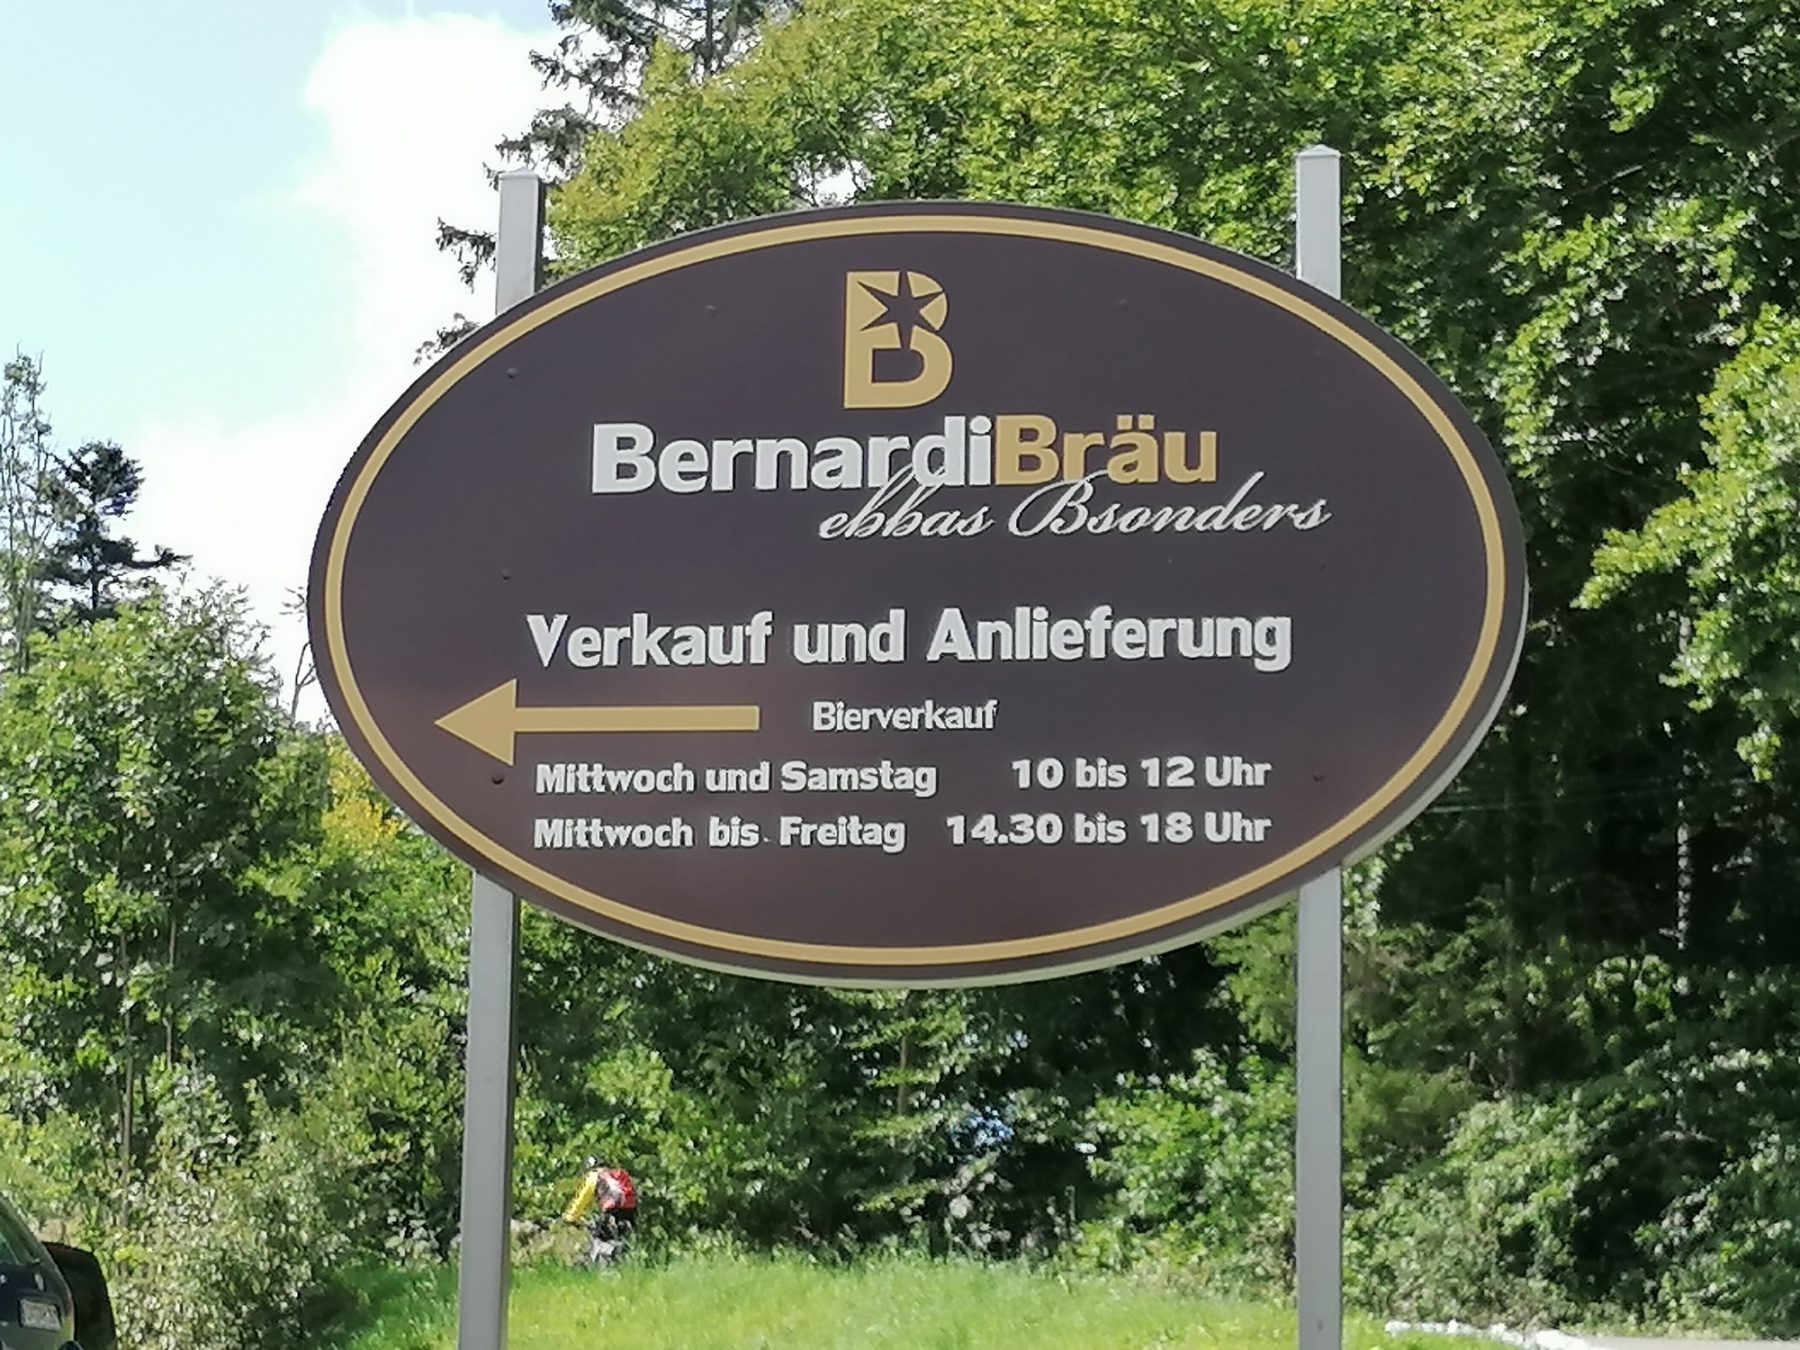 B
BernardiBräu
ebbas Bsonders
Verkauf und Anlieferung
Bierverkauf
Mittwoch und Samstag 10 bis 12 Uhr
Mittwoch bis Freitag 14.30 bis 18 Uhr